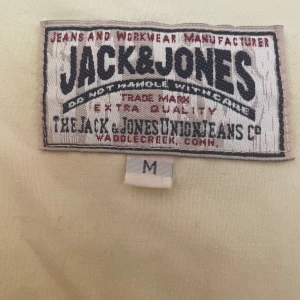 JEANS AND WORKWEAR MANUFACTURER
JACK&JONES
DO NOT HANDLE WITH CARE
TRADE MARK
EXTRA QUALITY
THE JACK & JONES UNION JEANS CO
WADDLECREEK, CONN.
M